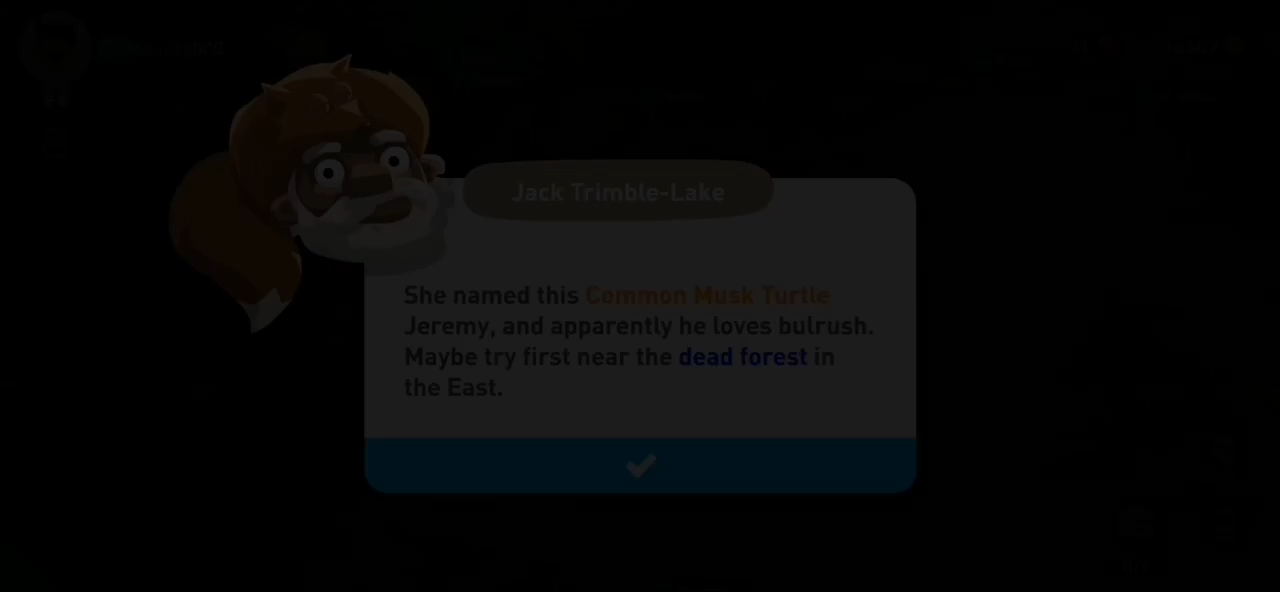 Jack Trimble-Lake
She named this Common Musk Turtle
Jeremy, and apparently he loves bulrush.
Maybe try first near the dead forest in
the East.